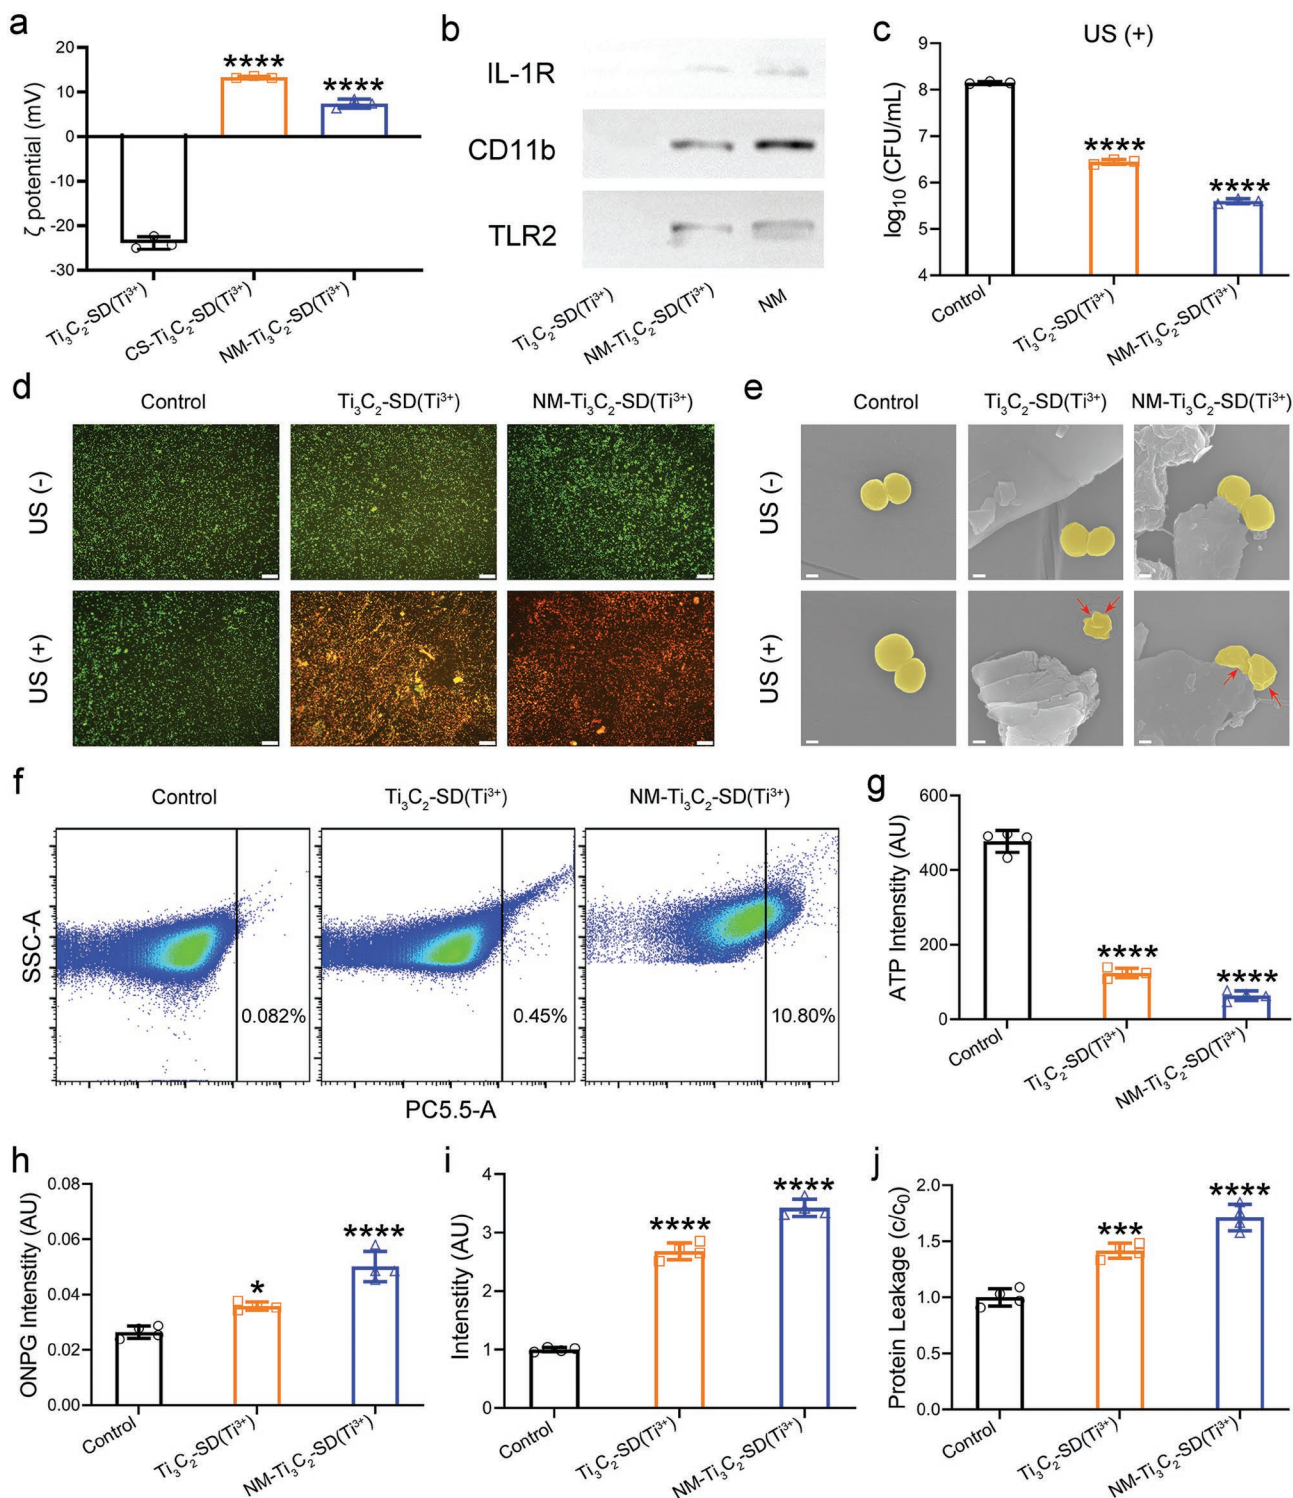 a
ζ potential (mV)
20
10
0
-10
-20
-30
****
****
Ti₃C₂-SD(Ti³⁺)
CS-Ti₃C₂-SD(Ti³⁺)
NM-Ti₃C₂-SD(Ti³⁺)
b
IL-1R
CD11b
TLR2
Ti₃C₂-SD(Ti³⁺)
NM-Ti₃C₂-SD(Ti³⁺)
NM
c
US (+)
log₁₀ (CFU/mL)
9
8
7
6
5
4
****
****
Control
Ti₃C₂-SD(Ti³⁺)
NM-Ti₃C₂-SD(Ti³⁺)
d
Control
Ti₃C₂-SD(Ti³⁺)
NM-Ti₃C₂-SD(Ti³⁺)
US (-)
US (+)
e
Control
Ti₃C₂-SD(Ti³⁺)
NM-Ti₃C₂-SD(Ti³⁺)
US (-)
US (+)
f
Control
Ti₃C₂-SD(Ti³⁺)
NM-Ti₃C₂-SD(Ti³⁺)
SSC-A
0.082%
0.45%
10.80%
PC5.5-A
g
ATP Intenstity (AU)
600
400
200
0
****
****
Control
Ti₃C₂-SD(Ti³⁺)
NM-Ti₃C₂-SD(Ti³⁺)
h
ONPG Intenstity (AU)
0.08
0.06
0.04
0.02
0.00
*
****
Control
Ti₃C₂-SD(Ti³⁺)
NM-Ti₃C₂-SD(Ti³⁺)
i
Intenstity (AU)
4
3
2
1
0
****
****
Control
Ti₃C₂-SD(Ti³⁺)
NM-Ti₃C₂-SD(Ti³⁺)
j
Protein Leakage (c/c₀)
2.0
1.5
1.0
0.5
0.0
***
****
Control
Ti₃C₂-SD(Ti³⁺)
NM-Ti₃C₂-SD(Ti³⁺)